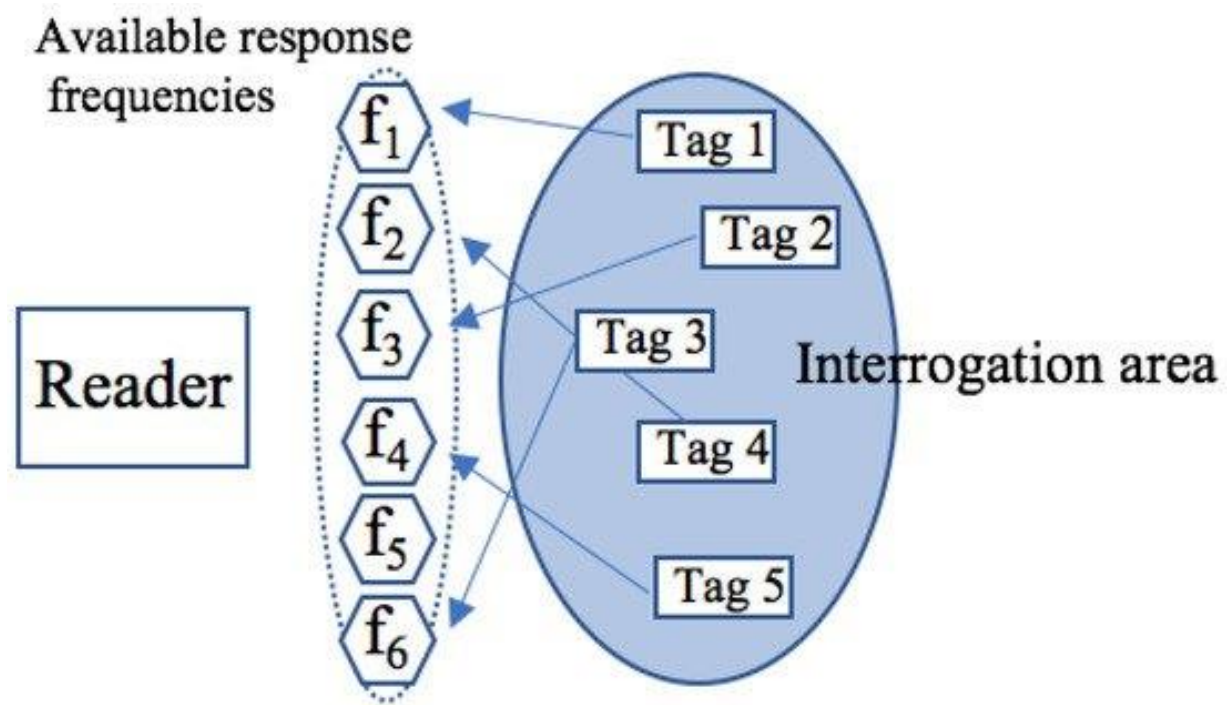 Available response
frequencies
f₁
f₂
f₃
f₄
f₅
f₆
Reader
Tag 1
Tag 2
Tag 3
Tag 4
Tag 5
Interrogation area